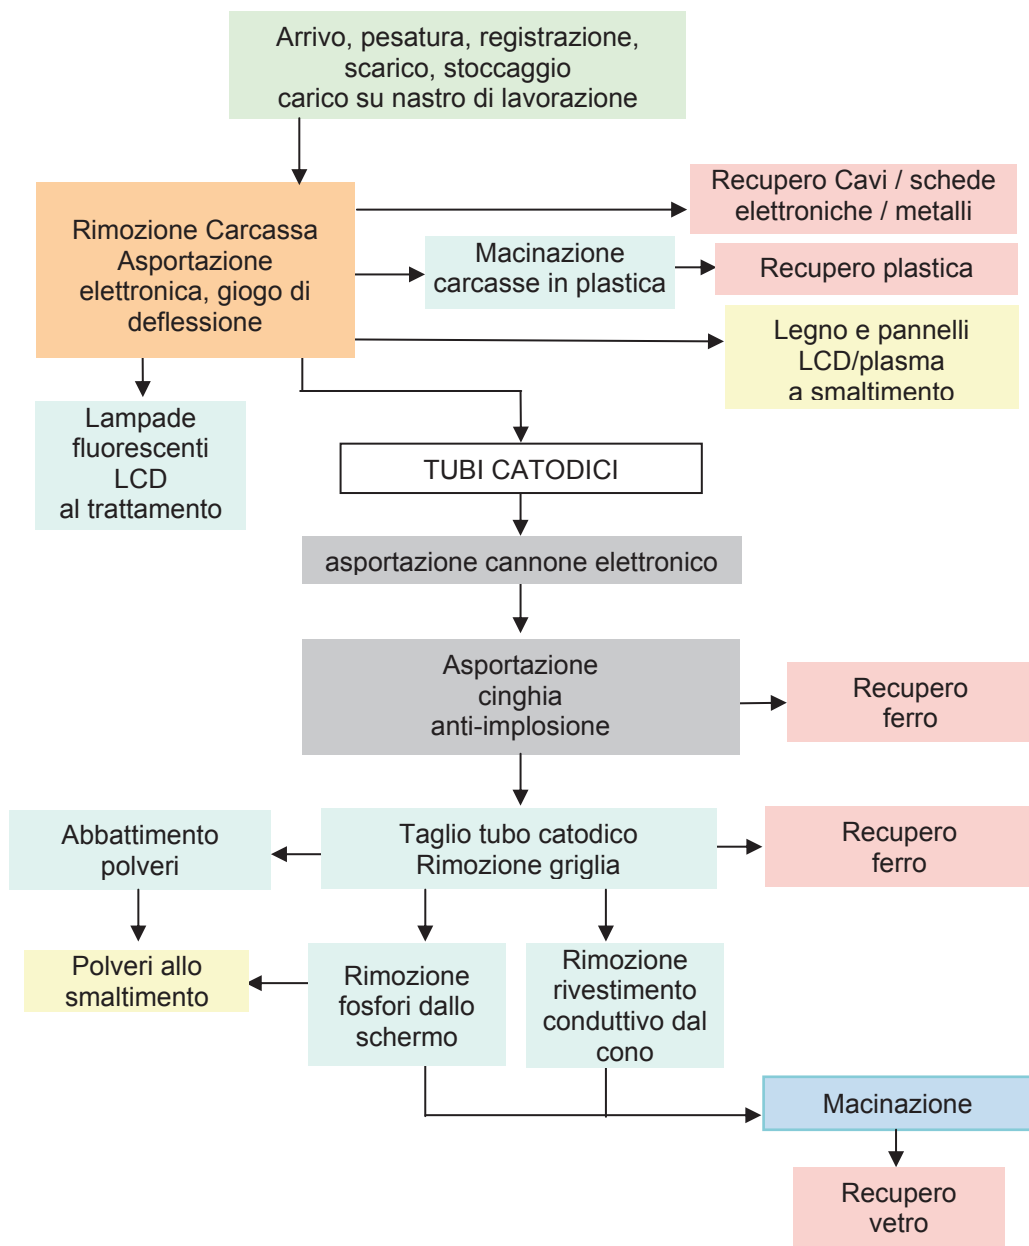 Arrivo, pesatura, registrazione,
scarico, stoccaggio
carico su nastro di lavorazione
Rimozione Carcassa
Asportazione
elettronica, giogo di
deflessione
Recupero Cavi / schede
elettroniche / metalli
Macinazione
carcasse in plastica
Recupero plastica
Legno e pannelli
LCD/plasma
a smaltimento
Lampade
fluorescenti
LCD
al trattamento
TUBI CATODICI
asportazione cannone elettronico
Asportazione
cinghia
anti-implosione
Recupero
ferro
Abbattimento
polveri
Taglio tubo catodico
Rimozione griglia
Recupero
ferro
Polveri allo
smaltimento
Rimozione
fosfori dallo
schermo
Rimozione
rivestimento
conduttivo dal
cono
Macinazione
Recupero
vetro